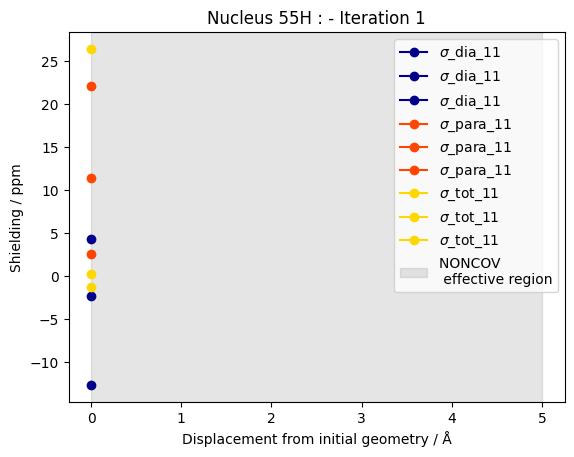 Nucleus 55H : - Iteration 1
25
20
15
10
5
0
−5
−10
Shielding / ppm
σ_dia_11
σ_dia_11
σ_dia_11
σ_para_11
σ_para_11
σ_para_11
σ_tot_11
σ_tot_11
σ_tot_11
NONCOV
effective region
0 1 2 3 4 5
Displacement from initial geometry / Å